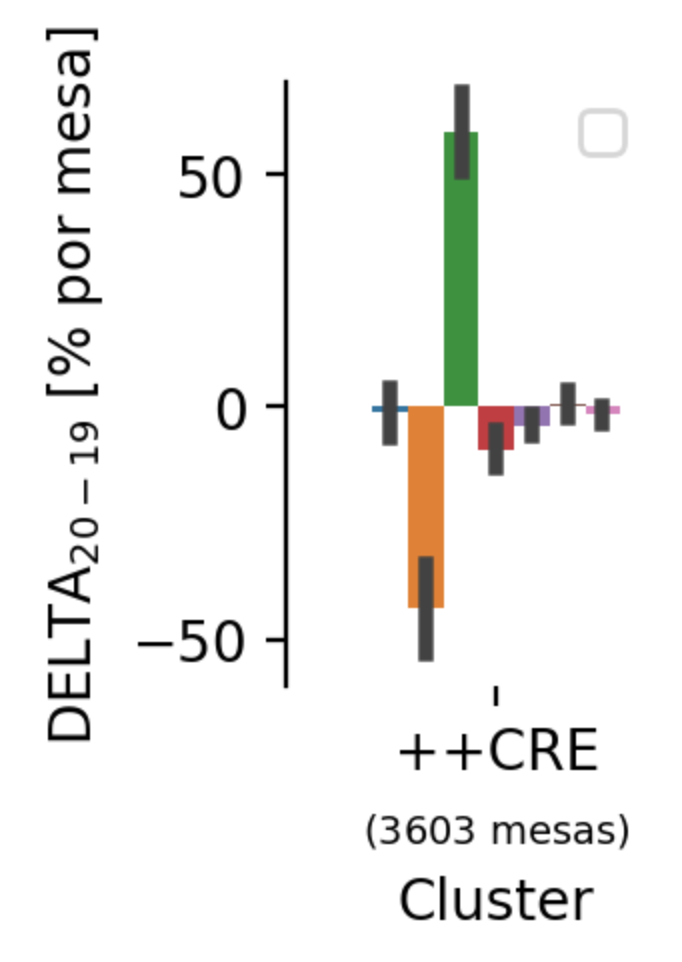 DELTA₂₀₋₁₉ [% por mesa]
50
0
−50
++CRE
(3603 mesas)
Cluster